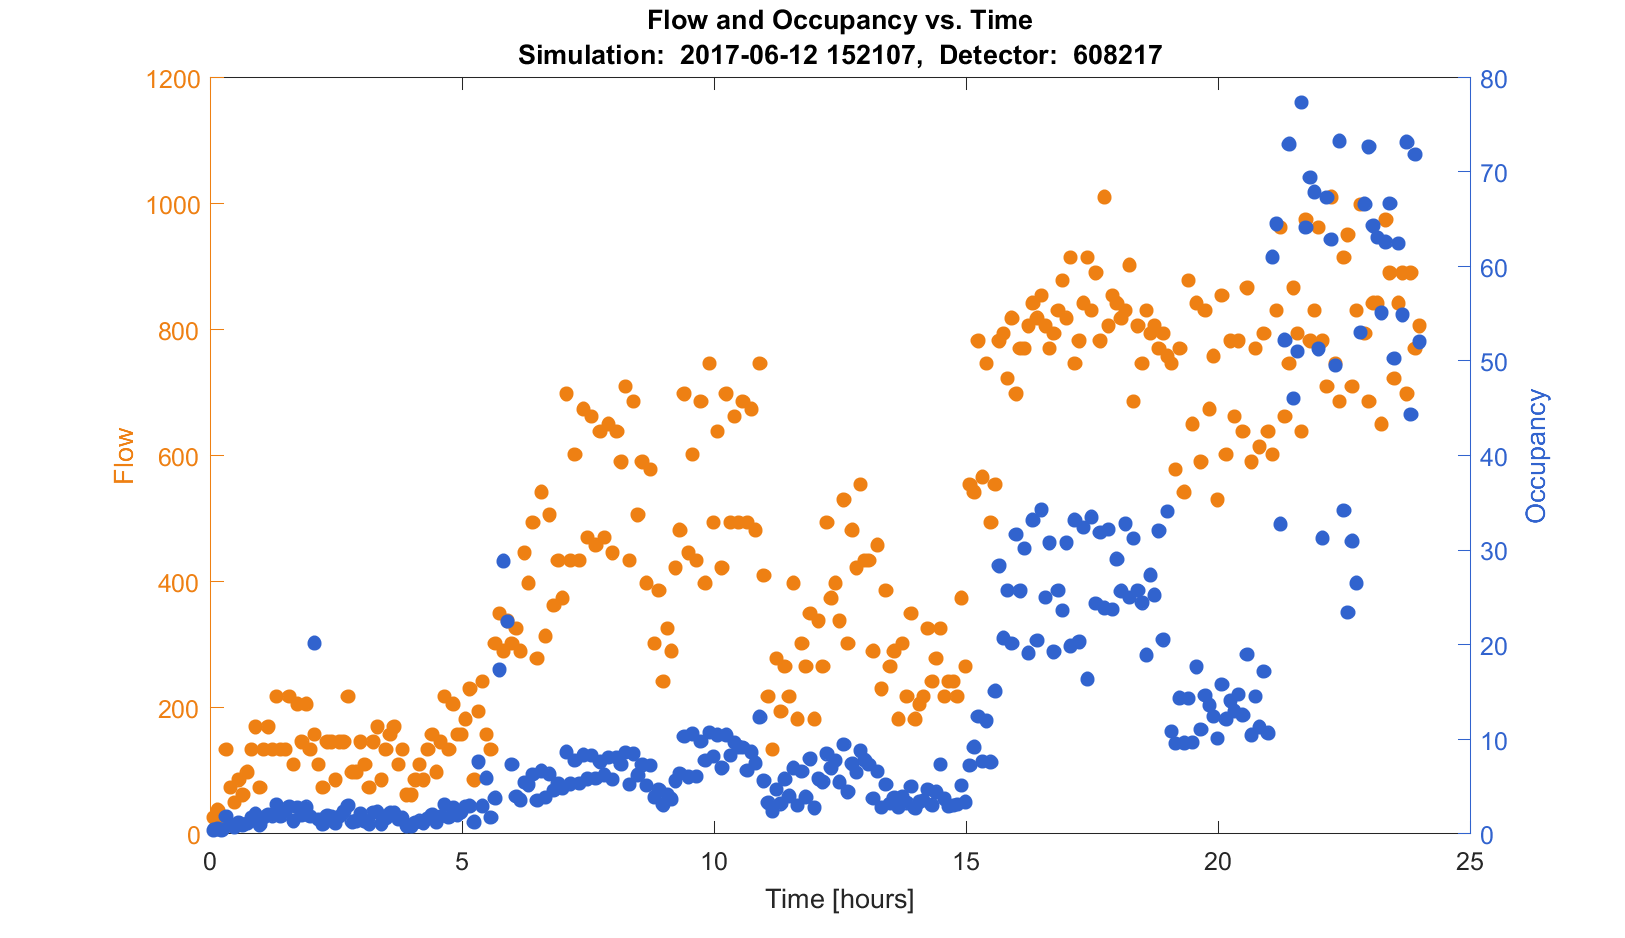 Flow and Occupancy vs. Time
Simulation:  2017-06-12 152107,  Detector:  608217
1200
1000
800
600
400
200
0
Flow
80
70
60
50
40
30
20
10
0
Occupancy
0 5 10 15 20 25
Time [hours]